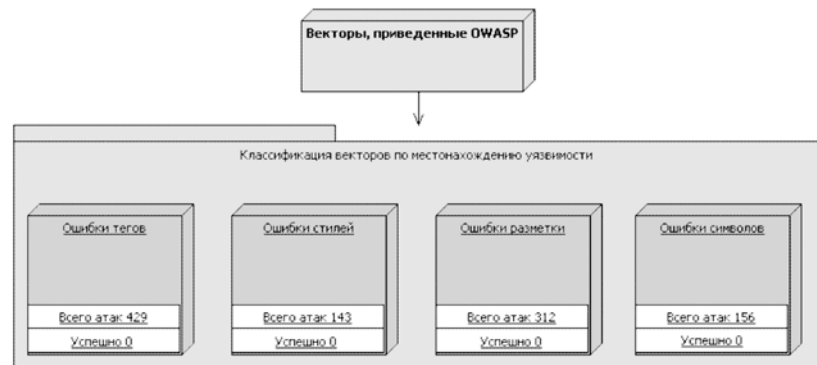 Векторы, приведенные OWASP
Классификация векторов по местонахождению уязвимости
Ошибки тегов
Всего атак 429
Успешно 0
Ошибки стилей
Всего атак 143
Успешно 0
Ошибки разметки
Всего атак 312
Успешно 0
Ошибки символов
Всего атак 156
Успешно 0